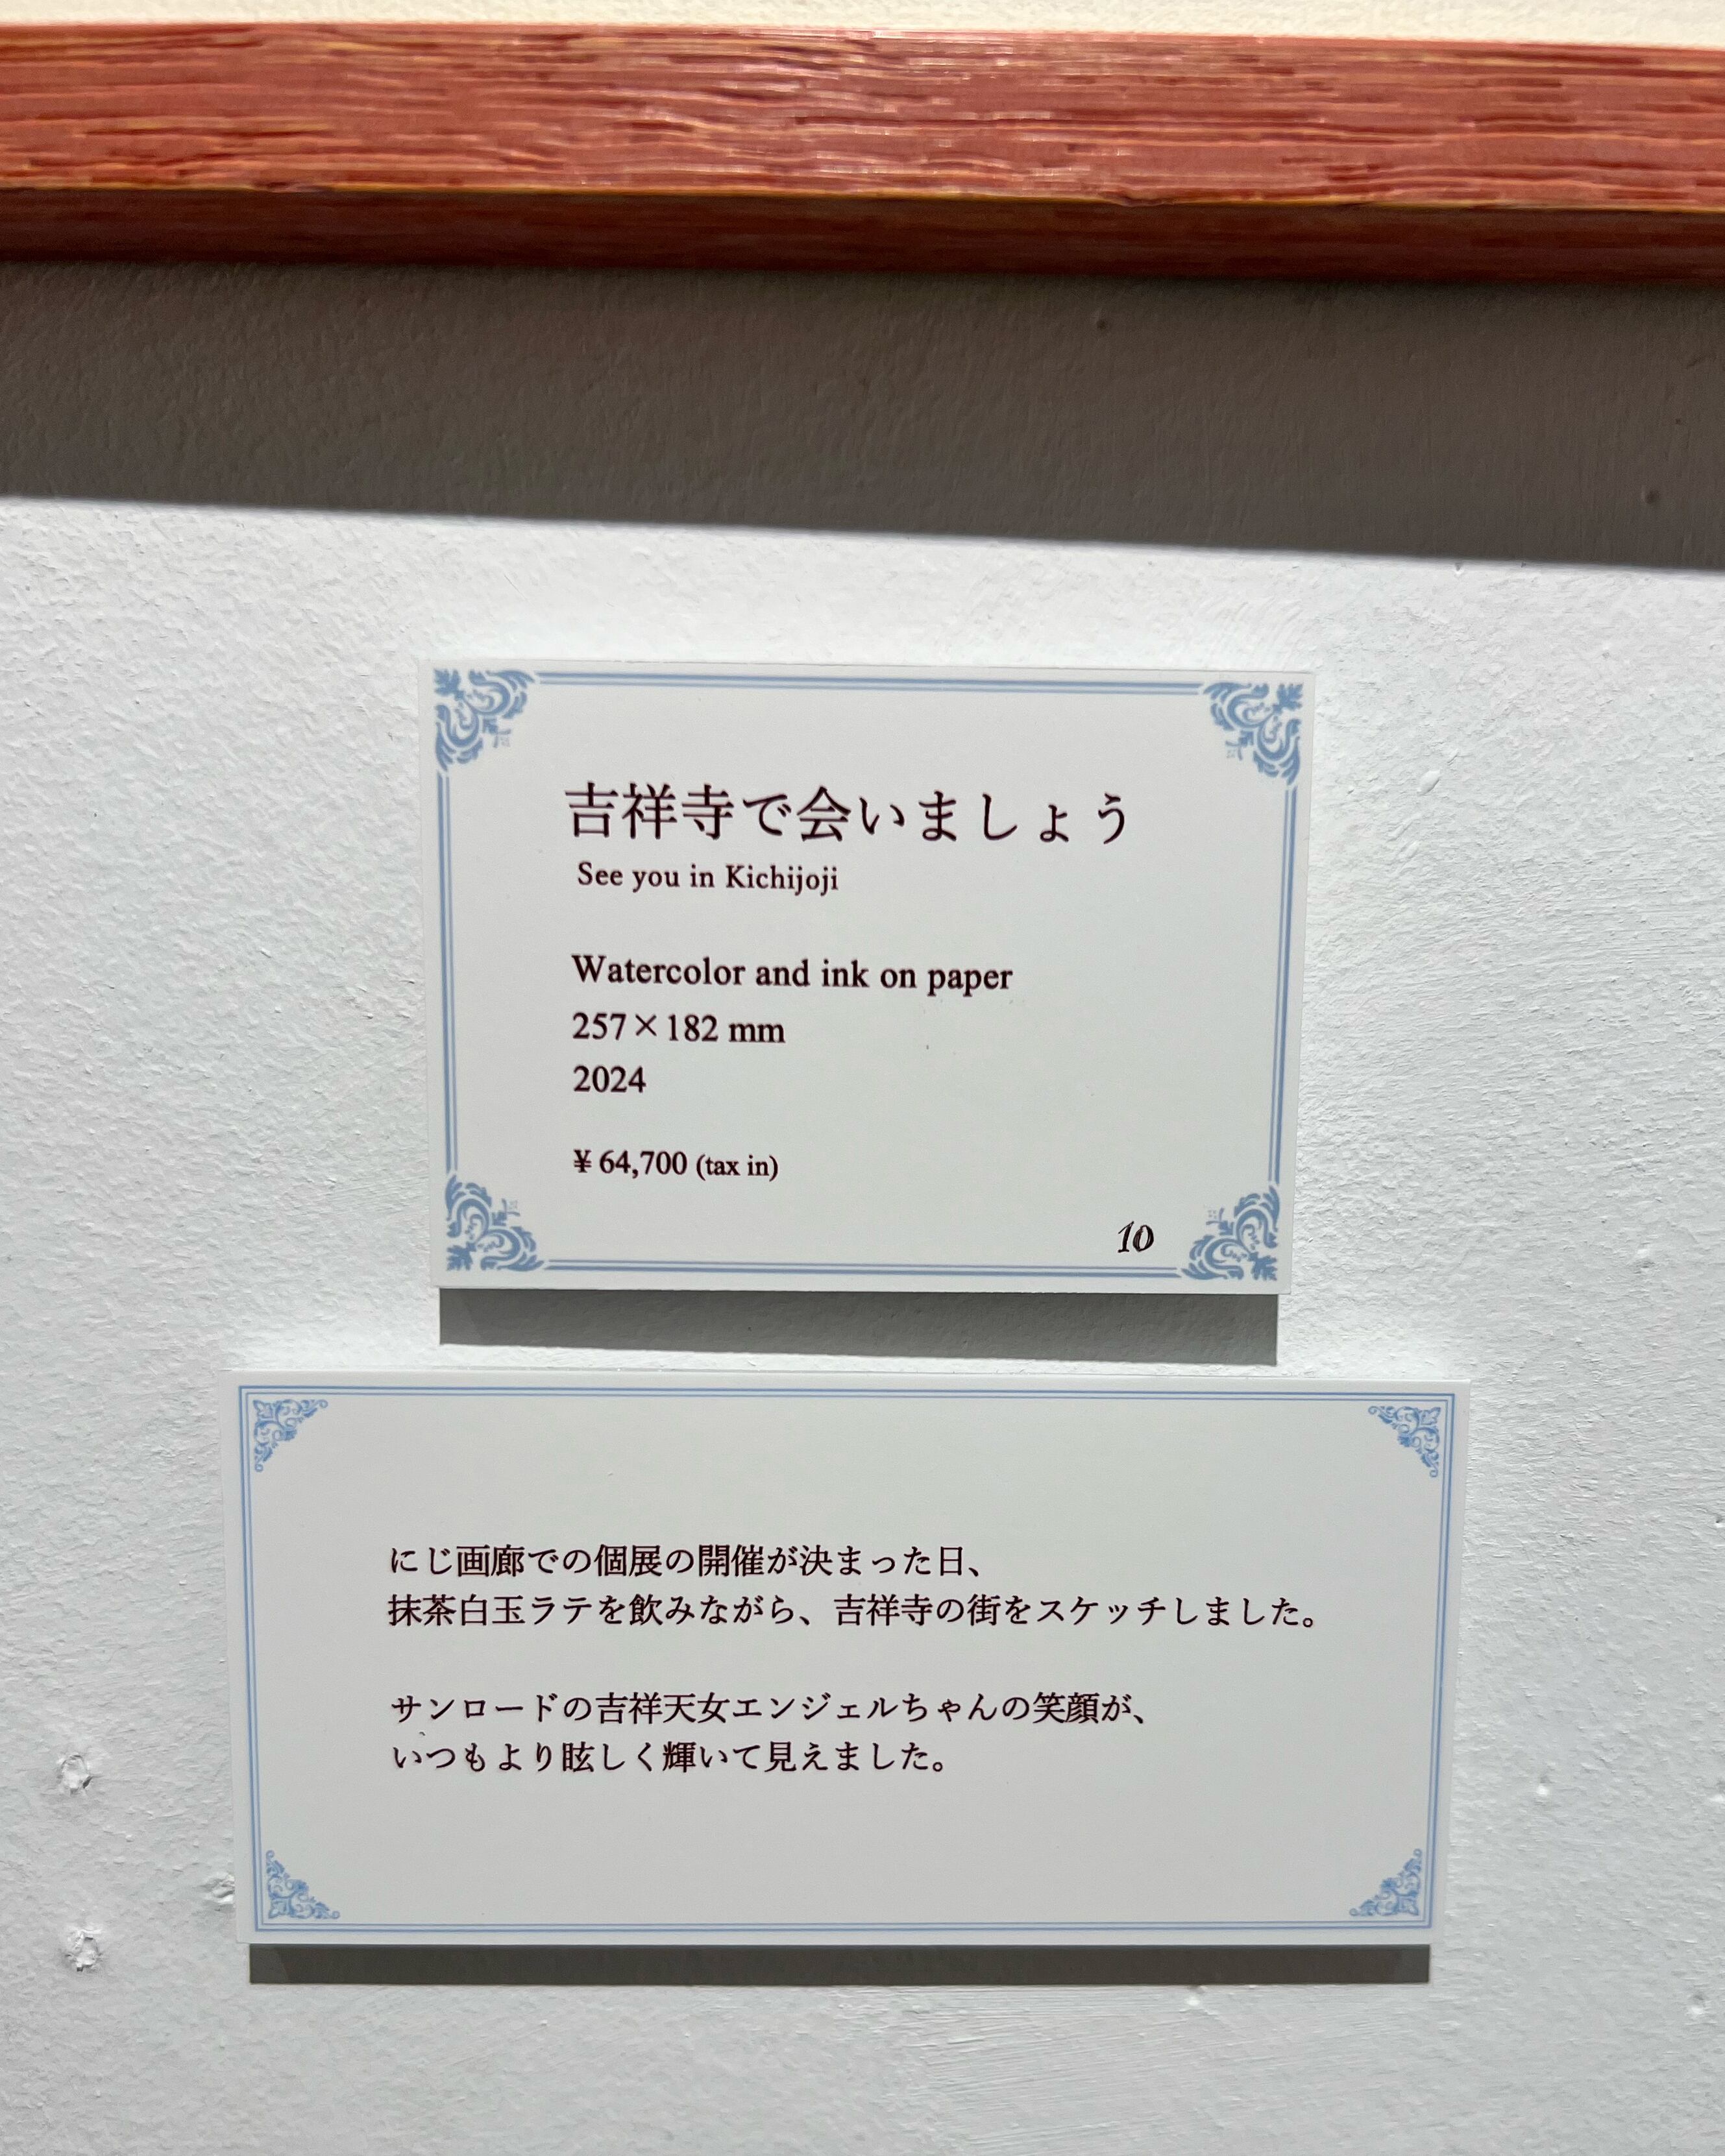 吉祥寺で会いましょう
See you in Kichijoji
Watercolor and ink on paper
257×182 mm
2024
¥ 64,700 (tax in)
10
にじ画廊での個展の開催が決まった日、
抹茶白玉ラテを飲みながら、吉祥寺の街をスケッチしました。
サンロードの吉祥天女エンジェルちゃんの笑顔が、
いつもより眩しく輝いて見えました。